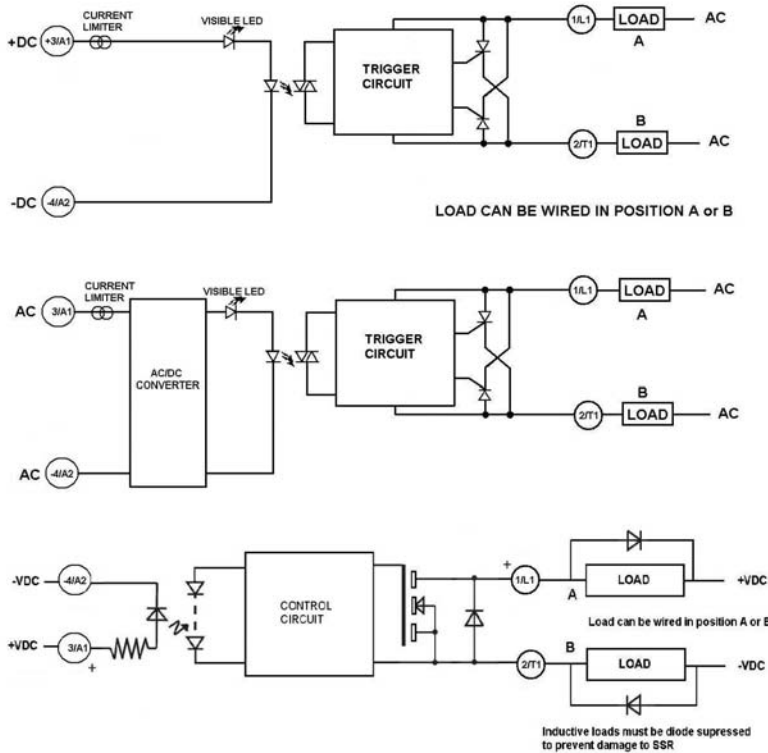 CURRENT
LIMITER
VISIBLE LED
+DC
+3/A1
TRIGGER
CIRCUIT
1/L1
LOAD
AC
A
B
2/T1
LOAD
AC
-DC
-4/A2
LOAD CAN BE WIRED IN POSITION A or B
CURRENT
LIMITER
VISIBLE LED
AC
3/A1
AC/DC
CONVERTER
TRIGGER
CIRCUIT
1/L1
LOAD
AC
A
B
2/T1
LOAD
AC
AC
-4/A2
-VDC
-4/A2
+VDC
3/A1
+
CONTROL
CIRCUIT
+
1/L1
A
LOAD
+VDC
Load can be wired in position A or B
B
2/T1
LOAD
-VDC
Inductive loads must be diode supressed
to prevent damage to SSR